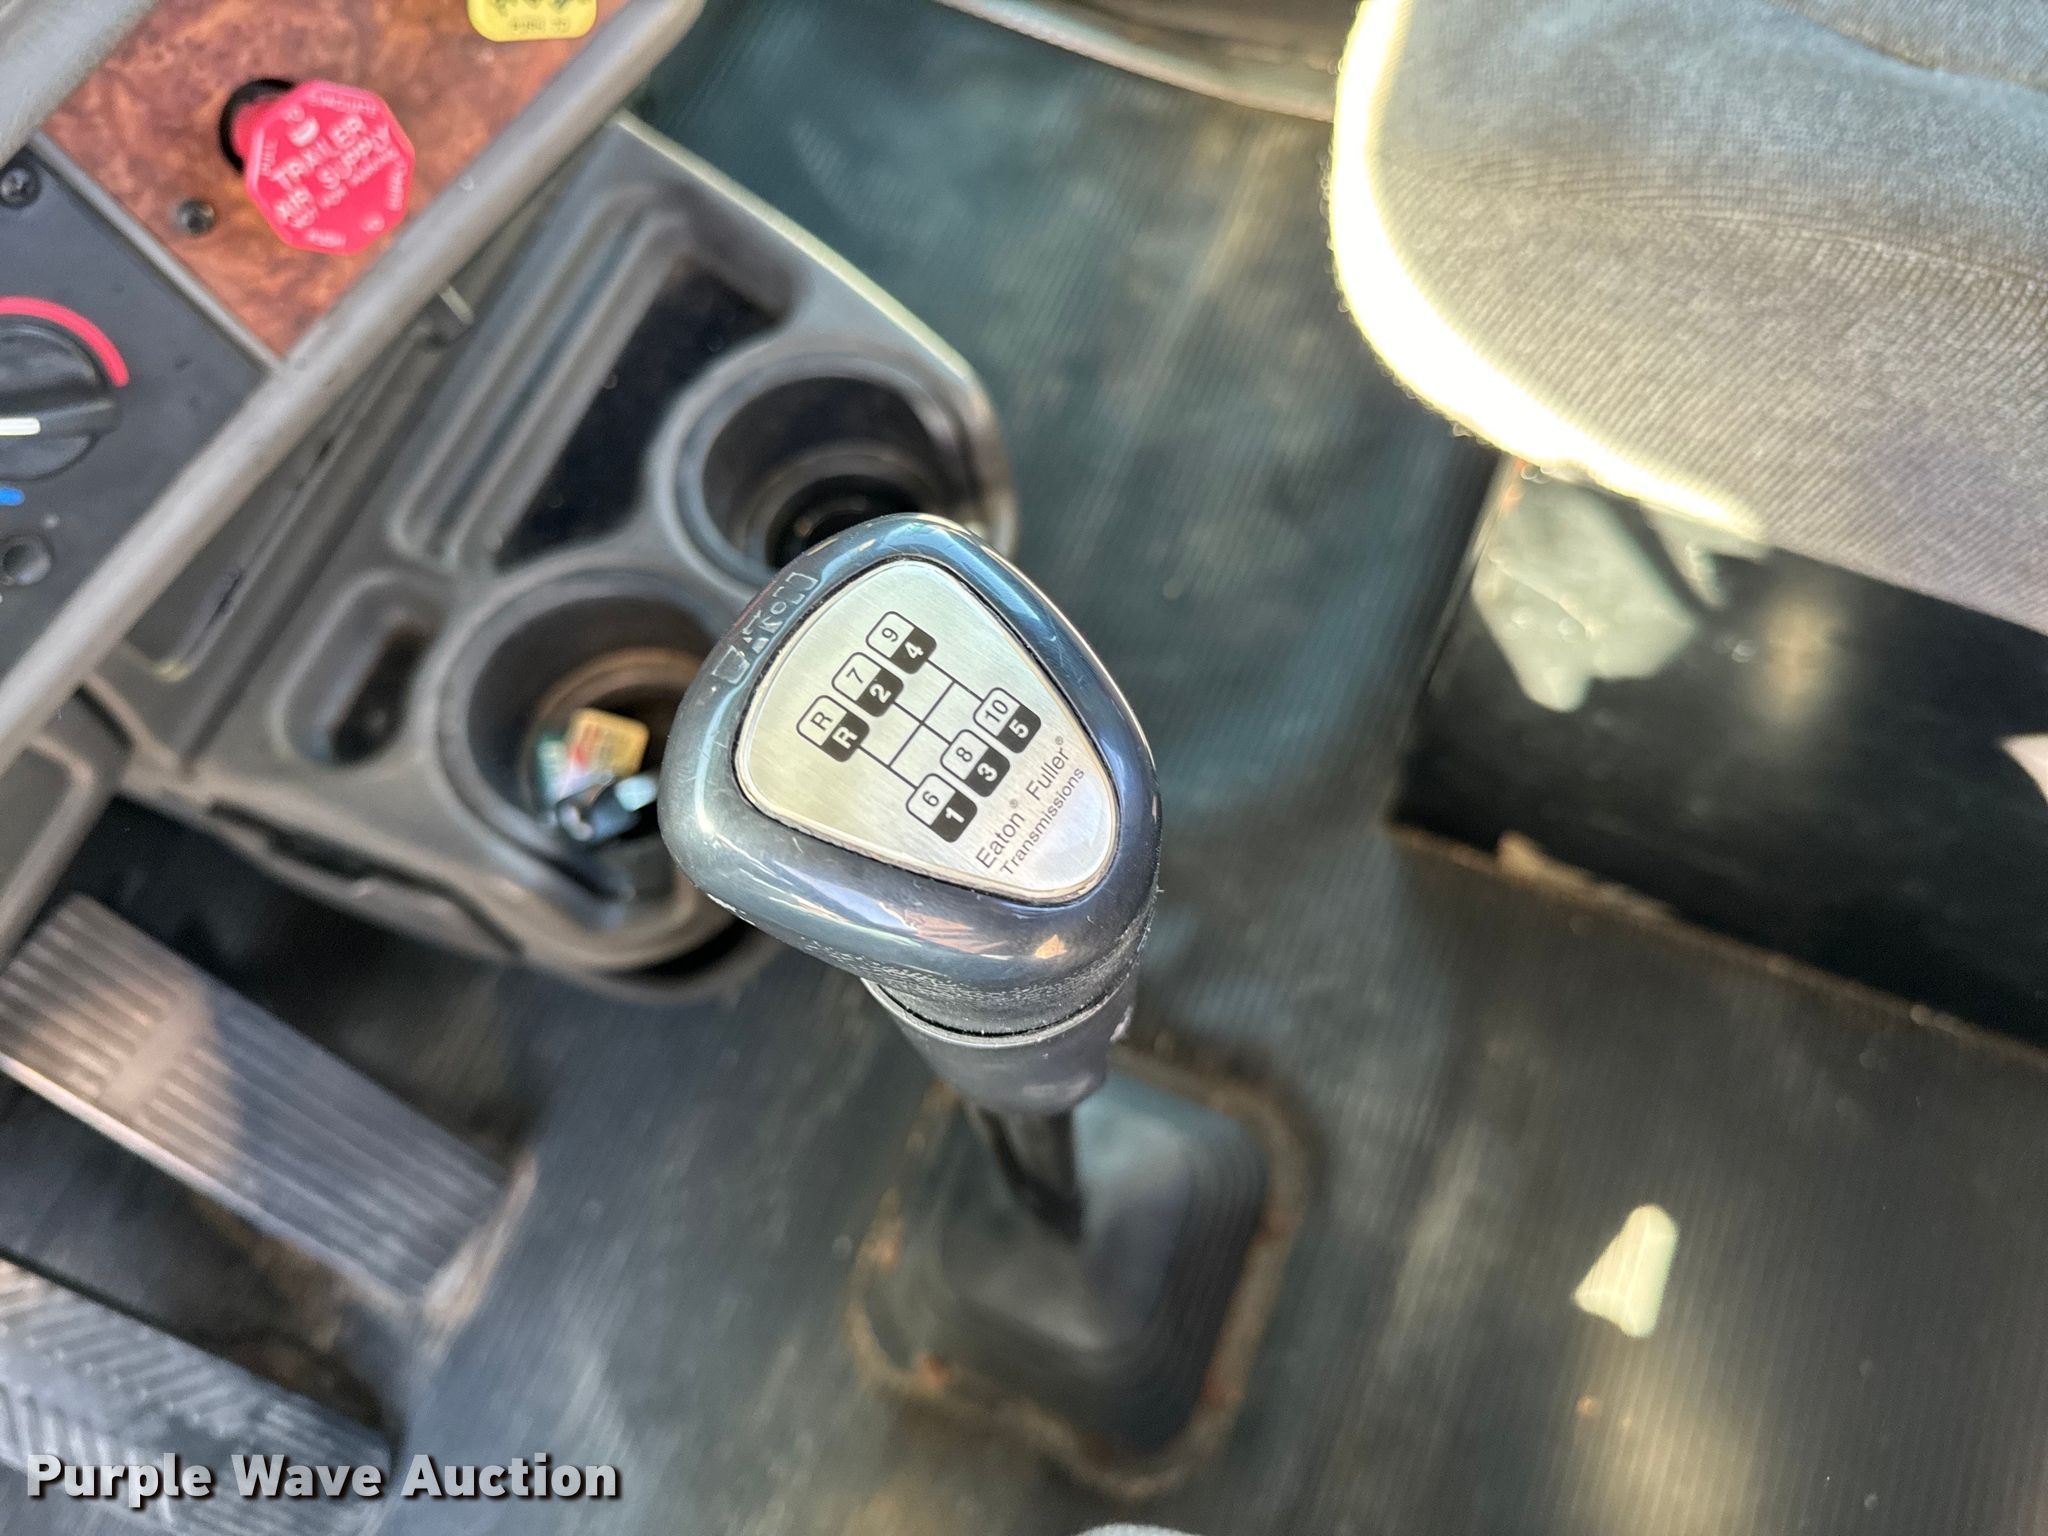 TRAILER
AIR SUPPLY
R 7 9
R 2 4
6 8 10
1 3 5
Eaton® Fuller®
Transmissions
Purple Wave Auction